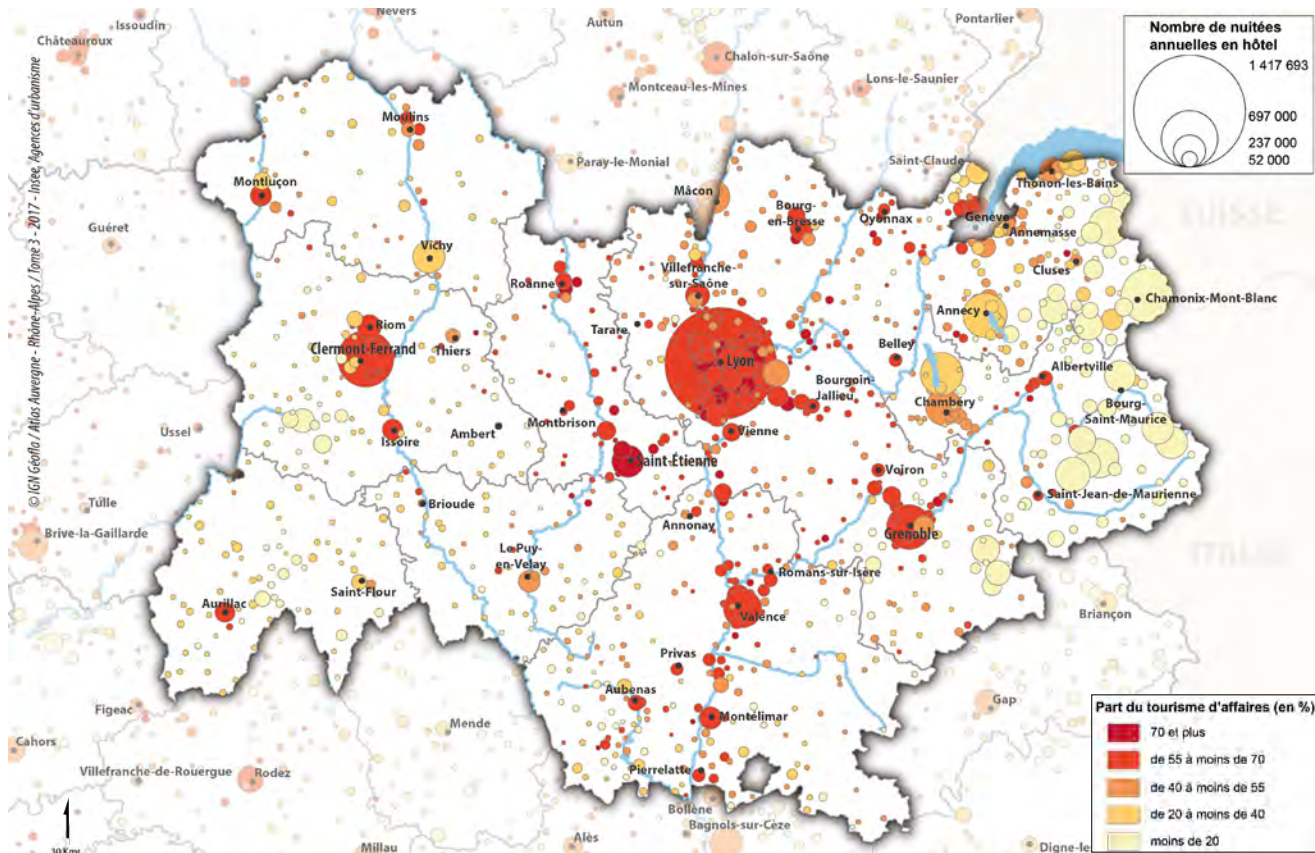 Issoudin
Nevers
Autun
Pontarlier
Châteauroux
Chalon-sur-Saône
Lons-le-Saunier
Montceau-les-Mines
Moulins
Paray-le-Monial
Saint-Claude
Montluçon
Mâcon
Bourg-
en-Bresse
Oyonnax
Thonon-les-Bains
Genève
Annemasse
Guéret
Vichy
Cluses
Roanne
Villefranche-
sur-Saône
Chamonix-Mont-Blanc
Annecy
Riom
Tarare
Thiers
Clermont-Ferrand
Lyon
Belley
Albertville
Bourgoin-
Jallieu
Chambéry
Bourg-
Saint-Maurice
Montbrison
Ussel
Issoire
Ambert
Vienne
Saint-Étienne
Voiron
Saint-Jean-de-Maurienne
Tulle
Brioude
Annonay
Grenoble
Brive-la-Gaillarde
Le Puy-
en-Velay
Romans-sur-Isère
Saint-Flour
Aurillac
Valence
Briançon
Privas
Aubenas
Figeac
Mende
Montélimar
Gap
Cahors
Villefranche-de-Rouergue
Rodez
Pierrelatte
Bollène
Bagnols-sur-Cèze
Millau
Alès
Digne-le
SUISSE
ITALIE
30 Kms
© IGN Géofla / Atlas Auvergne - Rhône-Alpes / Tome 3 - 2017 - Insee, Agences d'urbanisme
Nombre de nuitées
annuelles en hôtel
1 417 693
697 000
237 000
52 000
Part du tourisme d'affaires (en %)
70 et plus
de 55 à moins de 70
de 40 à moins de 55
de 20 à moins de 40
moins de 20